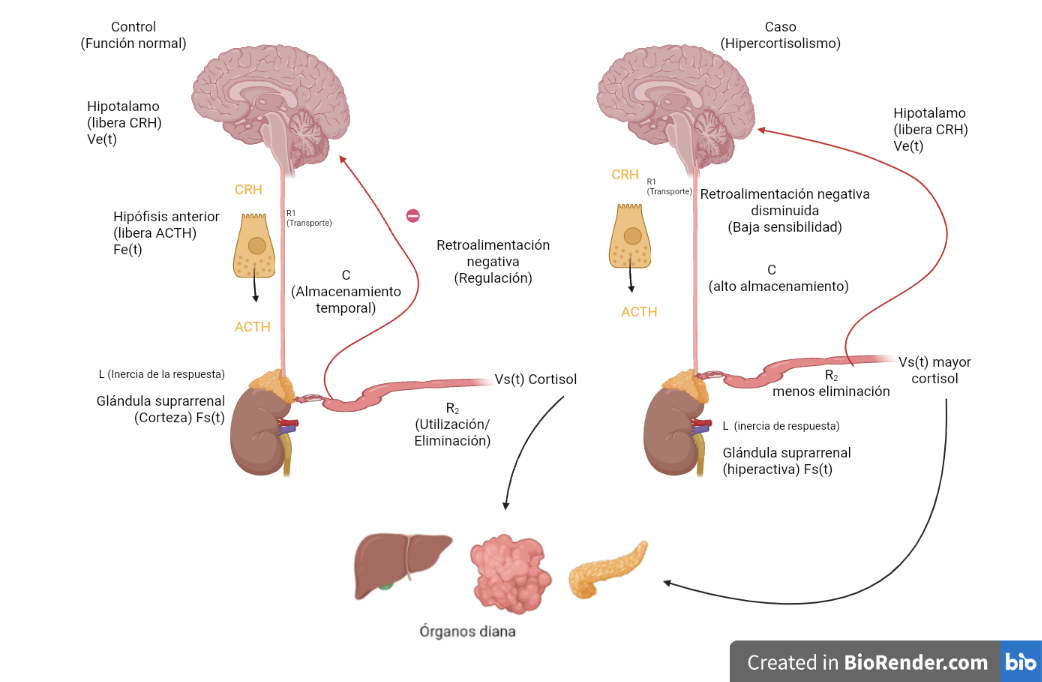 Control
(Función normal)
Hipotalamo
(libera CRH)
Ve(t)
CRH
Hipófisis anterior
(libera ACTH)
Fe(t)
R1
(Transporte)
C
(Almacenamiento
temporal)
Retroalimentación
negativa
(Regulación)
ACTH
L (Inercia de la respuesta)
Glándula suprarrenal
(Corteza) Fs(t)
Vs(t) Cortisol
R₂
(Utilización/
Eliminación)
Caso
(Hipercortisolismo)
Hipotalamo
(libera CRH)
Ve(t)
CRH
R1
(Transporte)
Retroalimentación negativa
disminuida
(Baja sensibilidad)
C
(alto almacenamiento)
ACTH
Vs(t) mayor
cortisol
R₂
menos eliminación
L (inercia de respuesta)
Glándula suprarrenal
(hiperactiva) Fs(t)
Órganos diana
Created in BioRender.com bio